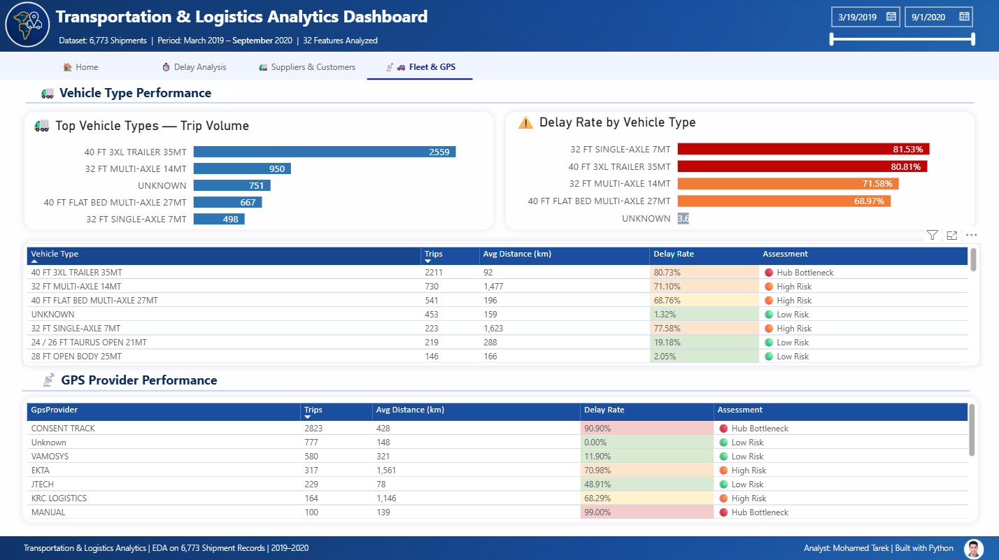 Transportation & Logistics Analytics Dashboard
3/19/2019
9/1/2020
Dataset: 6,773 Shipments | Period: March 2019 – September 2020 | 32 Features Analyzed
Home
Delay Analysis
Suppliers & Customers
Fleet & GPS
Vehicle Type Performance
Top Vehicle Types — Trip Volume
40 FT 3XL TRAILER 35MT 2559
32 FT MULTI-AXLE 14MT 950
UNKNOWN 751
40 FT FLAT BED MULTI-AXLE 27MT 667
32 FT SINGLE-AXLE 7MT 498
Delay Rate by Vehicle Type
32 FT SINGLE-AXLE 7MT 81.53%
40 FT 3XL TRAILER 35MT 80.81%
32 FT MULTI-AXLE 14MT 71.58%
40 FT FLAT BED MULTI-AXLE 27MT 68.97%
UNKNOWN 3.6
Vehicle Type Trips Avg Distance (km) Delay Rate Assessment
40 FT 3XL TRAILER 35MT 2211 92 80.73% Hub Bottleneck
32 FT MULTI-AXLE 14MT 730 1,477 71.10% High Risk
40 FT FLAT BED MULTI-AXLE 27MT 541 196 68.76% High Risk
UNKNOWN 453 159 1.32% Low Risk
32 FT SINGLE-AXLE 7MT 223 1,623 77.58% High Risk
24 / 26 FT TAURUS OPEN 21MT 219 288 19.18% Low Risk
28 FT OPEN BODY 25MT 146 166 2.05% Low Risk
GPS Provider Performance
GpsProvider Trips Avg Distance (km) Delay Rate Assessment
CONSENT TRACK 2823 428 90.90% Hub Bottleneck
Unknown 777 148 0.00% Low Risk
VAMOSYS 580 321 11.90% Low Risk
EKTA 317 1,561 70.98% High Risk
JTECH 229 78 48.91% Low Risk
KRC LOGISTICS 164 1,146 68.29% High Risk
MANUAL 100 139 99.00% Hub Bottleneck
Transportation & Logistics Analytics | EDA on 6,773 Shipment Records | 2019–2020
Analyst: Mohamed Tarek | Built with Python